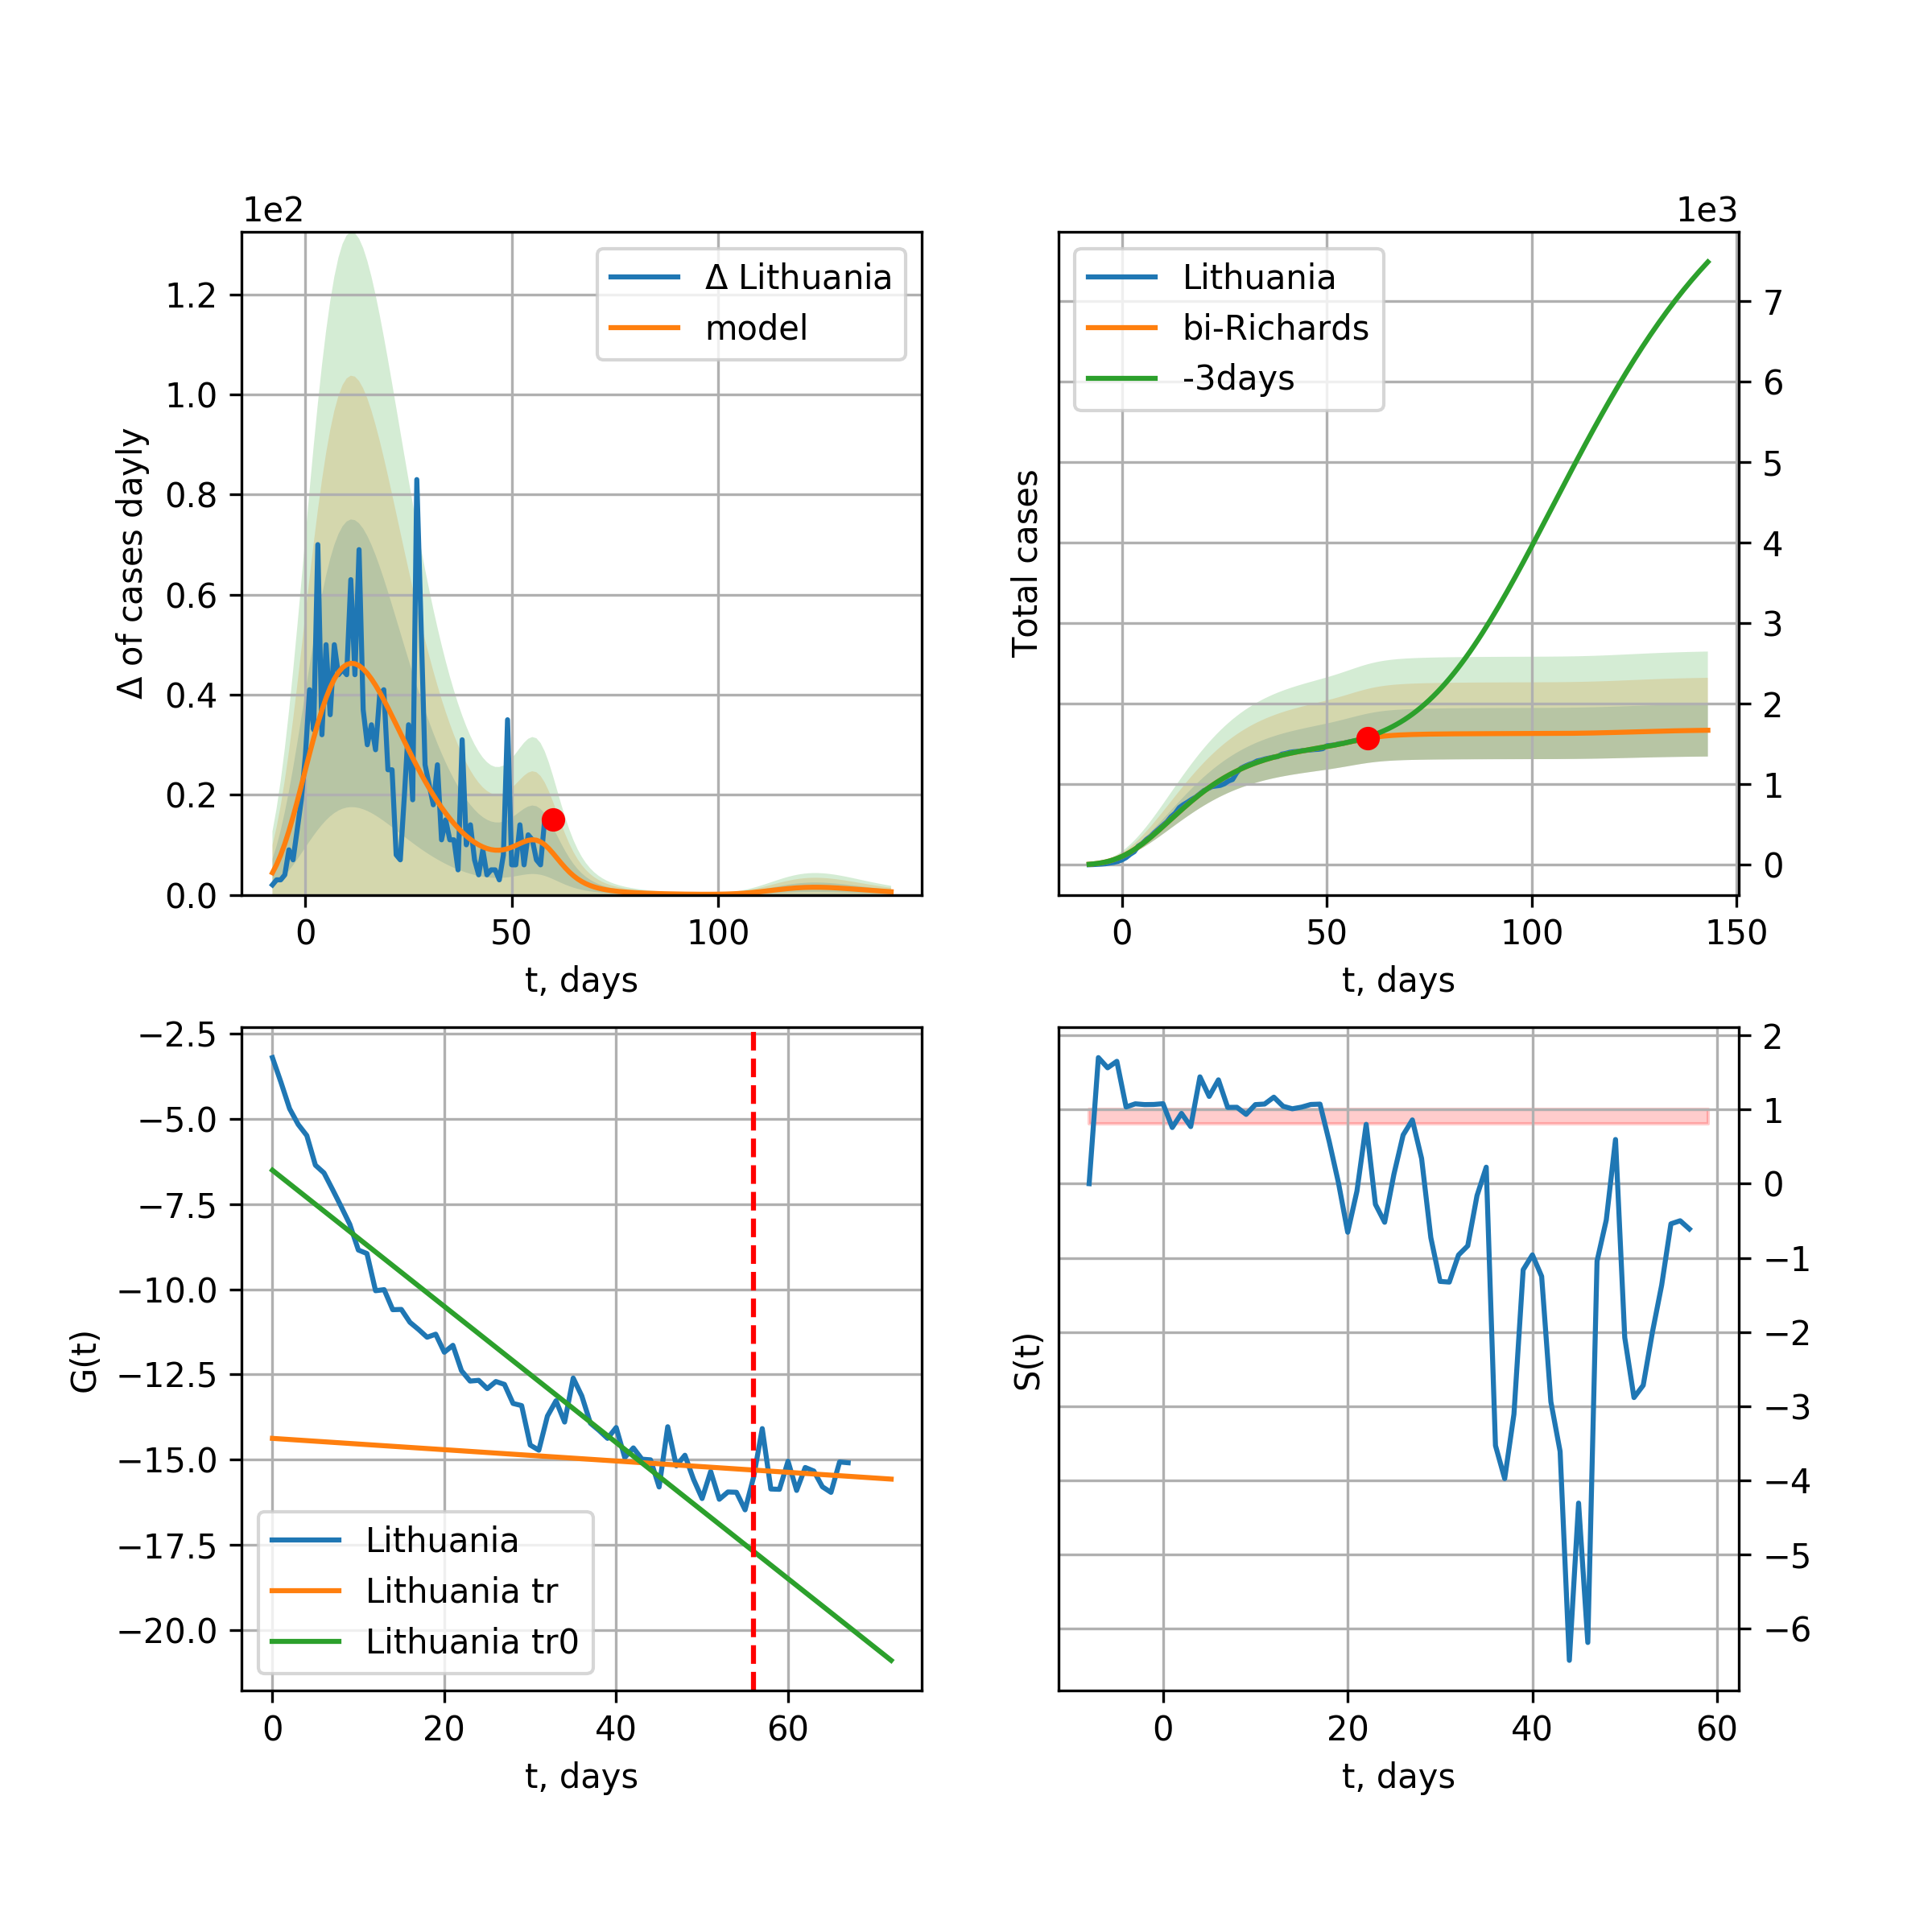 1e2
Δ of cases dayly
1.2
1.0
0.8
0.6
0.4
0.2
0.0
Δ Lithuania
model
0 50 100
t, days
1e3
Total cases
Lithuania
bi-Richards
-3days
7
6
5
4
3
2
1
0
0 50 100 150
t, days
G(t)
−2.5
−5.0
−7.5
−10.0
−12.5
−15.0
−17.5
−20.0
Lithuania
Lithuania tr
Lithuania tr0
0 20 40 60
t, days
S(t)
2
1
0
−1
−2
−3
−4
−5
−6
0 20 40 60
t, days